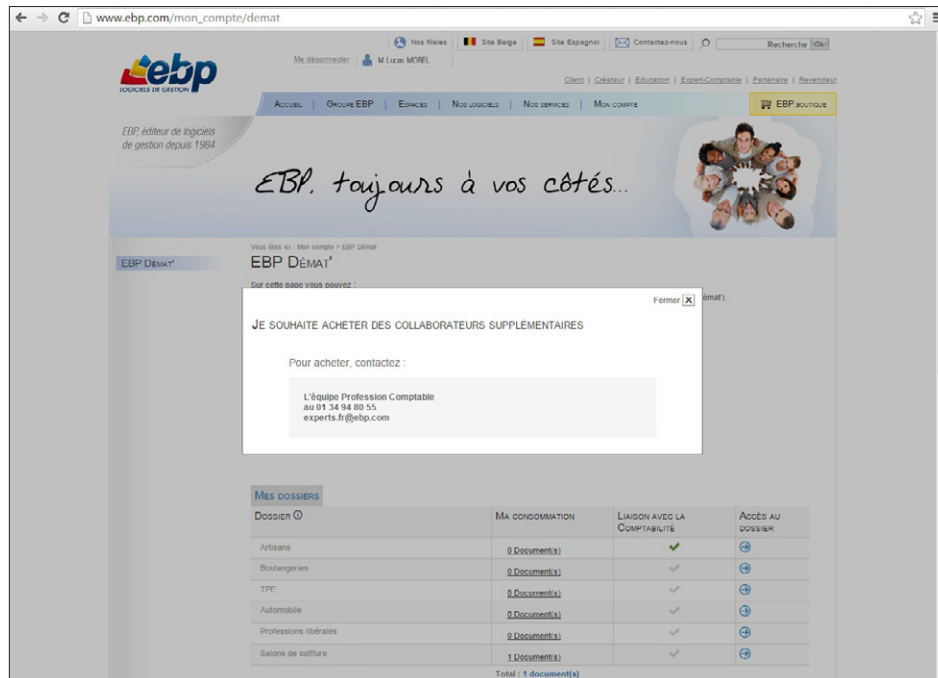 www.ebp.com/mon_compte/demat
Nos filiales Site Belge Site Espagnol Contactez-nous Recherche Ok
Me déconnecter M Lucas MOREL
Client | Créateur | Education | Expert-Comptable | Partenaire | Revendeur
ebp
LOGICIELS DE GESTION
Accueil | Groupe EBP | Espaces | Nos logiciels | Nos services | Mon compte
EBP.boutique
EBP, éditeur de logiciels
de gestion depuis 1984
EBP, toujours à vos côtés...
Vous êtes ici : Mon compte > EBP Démat'
EBP Démat'
EBP Démat'
Sur cette page vous pouvez :
émat').
Fermer X
Je souhaite acheter des collaborateurs supplémentaires
Pour acheter, contactez :
L'équipe Profession Comptable
au 01 34 94 80 55
experts.fr@ebp.com
Mes dossiers
Dossier Ma consommation Liaison avec la Comptabilité Accès au dossier
Artisans 0 Document(s)
Boulangeries 0 Document(s)
TPE 0 Document(s)
Automobile 0 Document(s)
Professions libérales 0 Document(s)
Salons de coiffure 1 Document(s)
Total : 1 document(s)